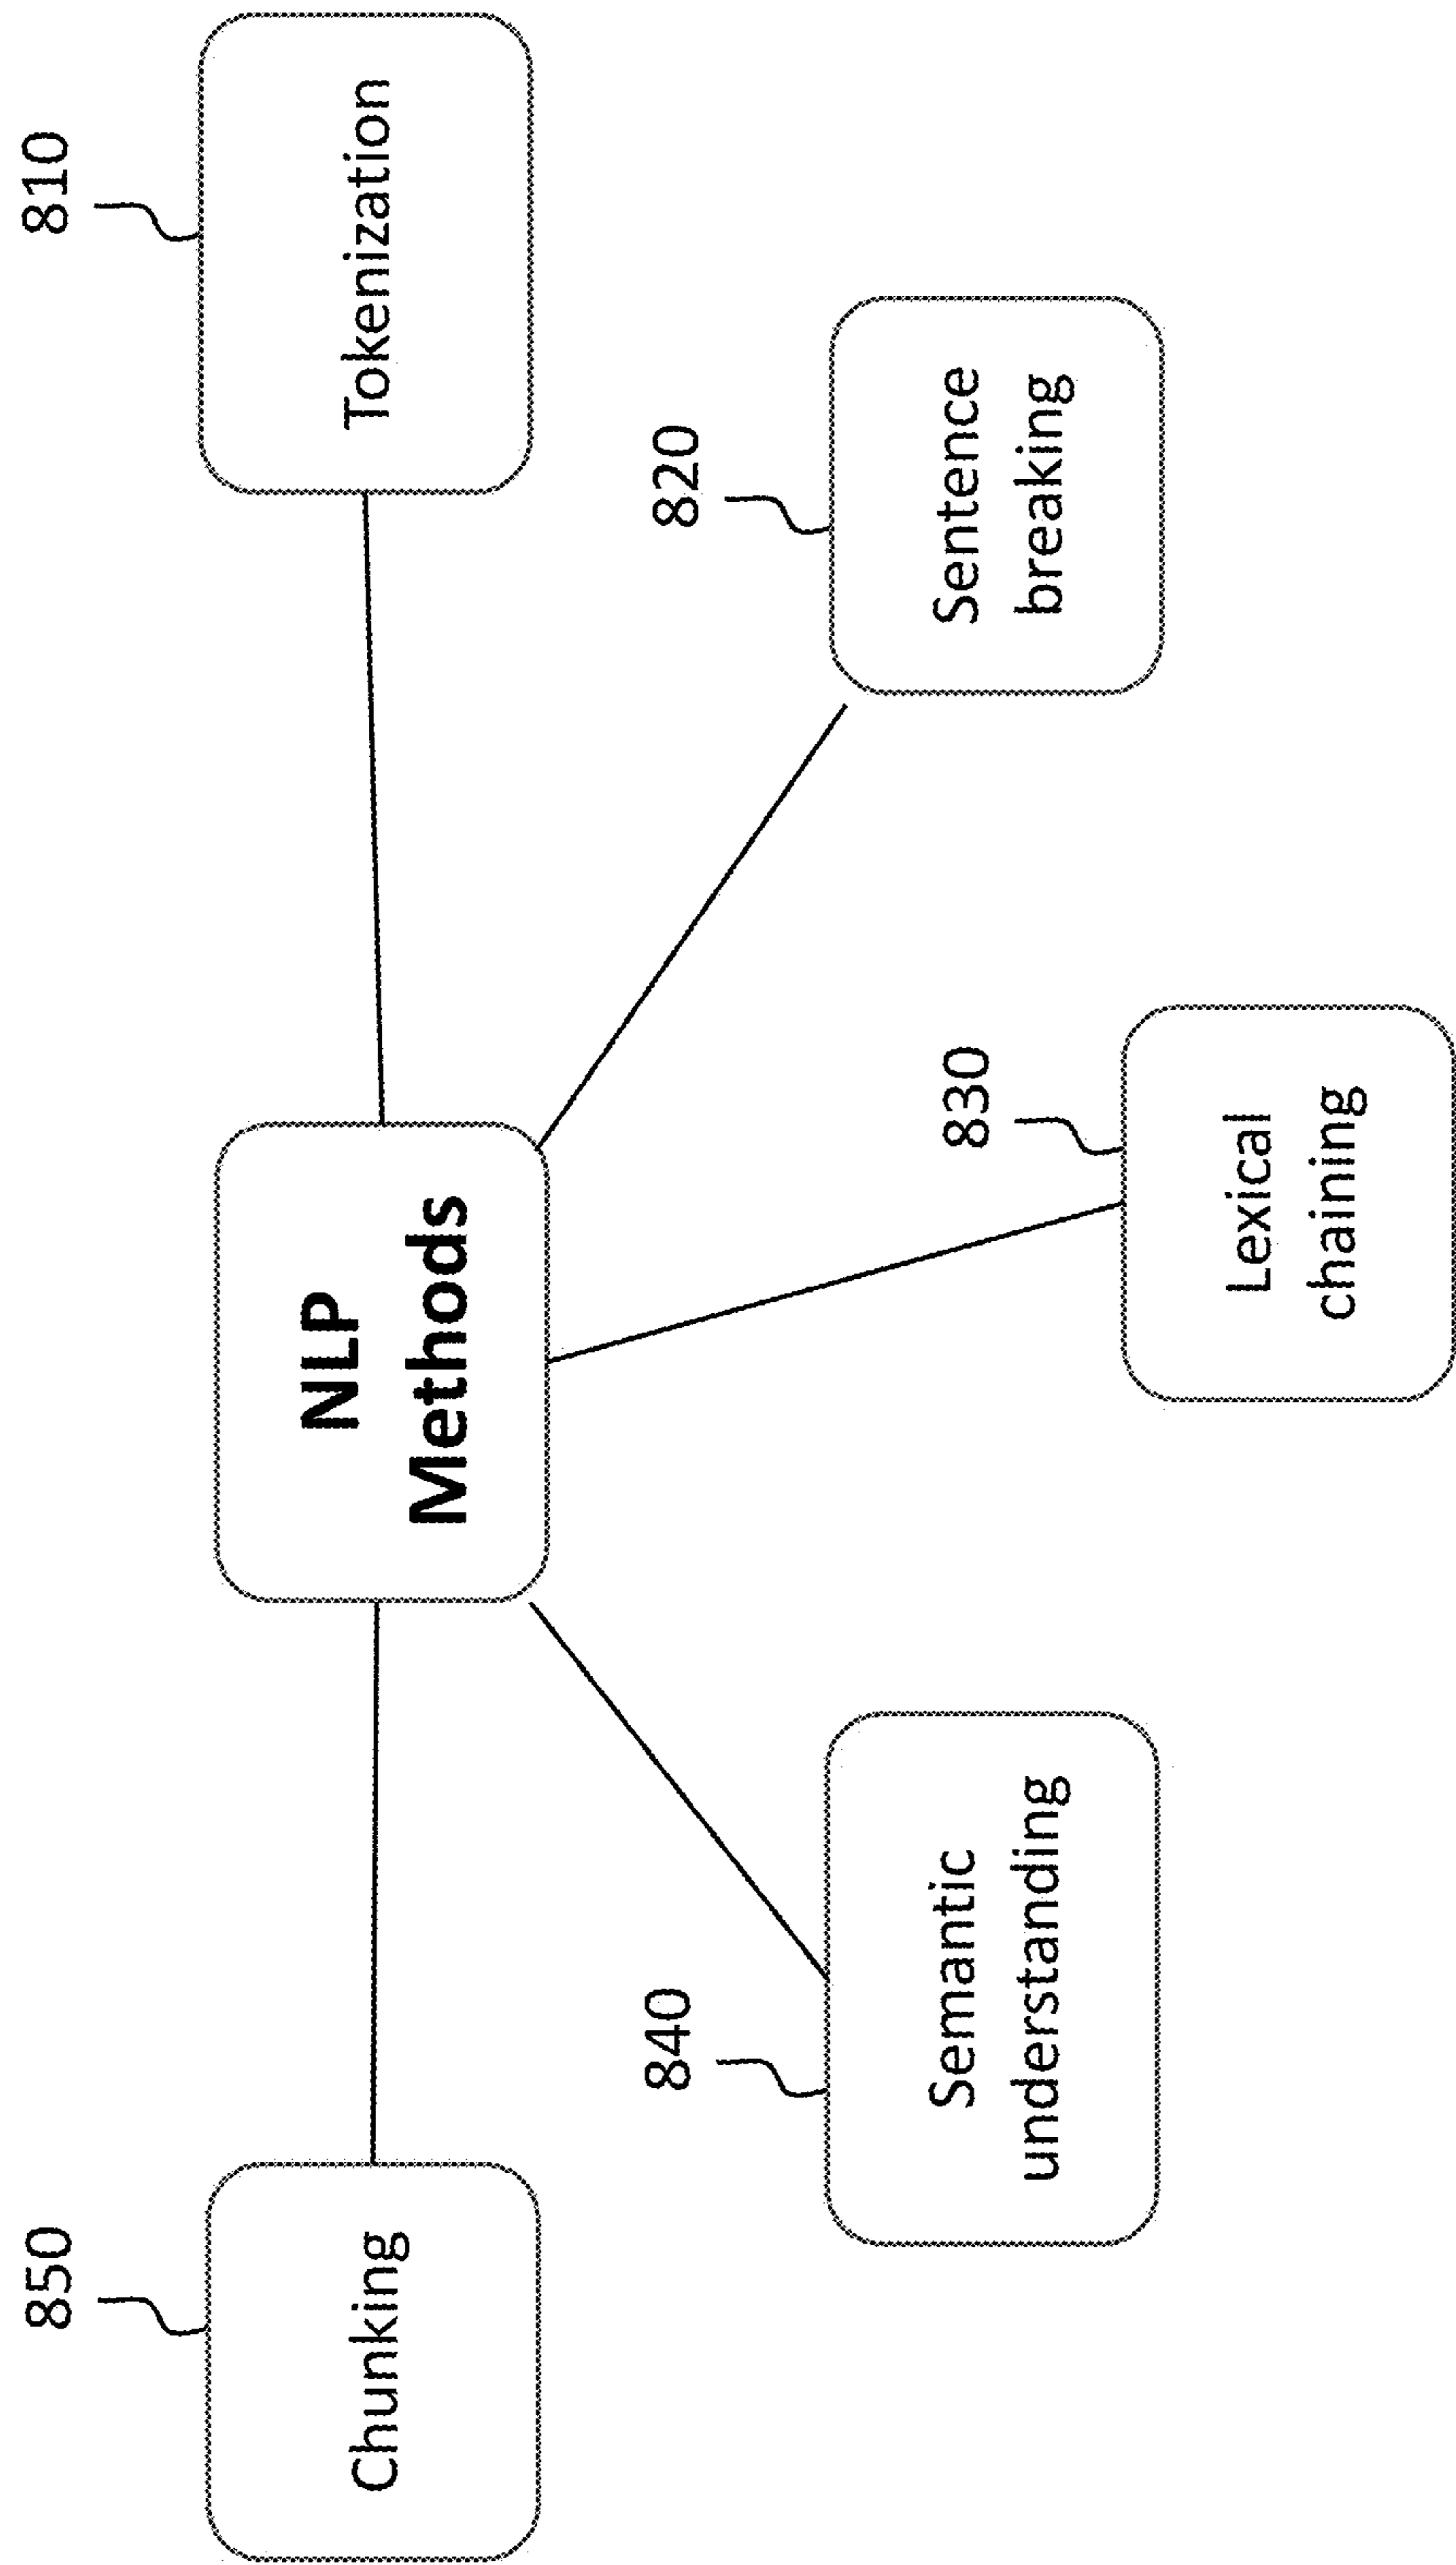 850
Chunking
NLP
Methods
810
Tokenization
840
Semantic
understanding
820
Sentence
breaking
830
Lexical
chaining